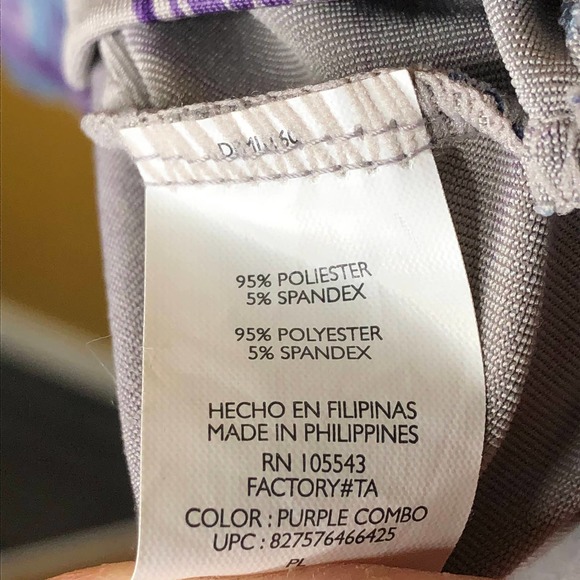 95% POLIESTER
5% SPANDEX
95% POLYESTER
5% SPANDEX
HECHO EN FILIPINAS
MADE IN PHILIPPINES
RN 105543
FACTORY#TA
COLOR : PURPLE COMBO
UPC : 827576466425